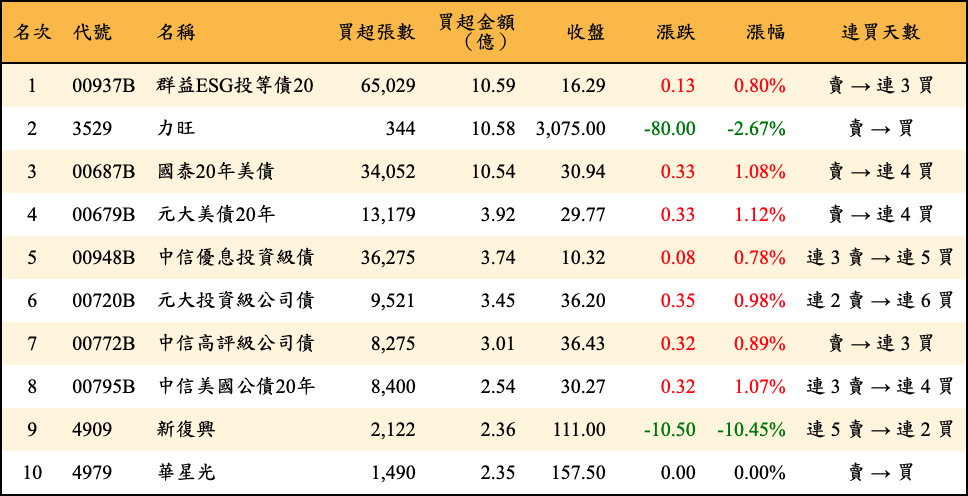 名次 代號 名稱 買超張數 買超金額（億） 收盤 漲跌 漲幅 連買天數
1 00937B 群益ESG投等債20 65,029 10.59 16.29 0.13 0.80% 賣 → 連 3 買
2 3529 力旺 344 10.58 3,075.00 -80.00 -2.67% 賣 → 買
3 00687B 國泰20年美債 34,052 10.54 30.94 0.33 1.08% 賣 → 連 4 買
4 00679B 元大美債20年 13,179 3.92 29.77 0.33 1.12% 賣 → 連 4 買
5 00948B 中信優息投資級債 36,275 3.74 10.32 0.08 0.78% 連 3 賣 → 連 5 買
6 00720B 元大投資級公司債 9,521 3.45 36.20 0.35 0.98% 連 2 賣 → 連 6 買
7 00772B 中信高評級公司債 8,275 3.01 36.43 0.32 0.89% 賣 → 連 3 買
8 00795B 中信美國公債20年 8,400 2.54 30.27 0.32 1.07% 連 3 賣 → 連 4 買
9 4909 新復興 2,122 2.36 111.00 -10.50 -10.45% 連 5 賣 → 連 2 買
10 4979 華星光 1,490 2.35 157.50 0.00 0.00% 賣 → 買